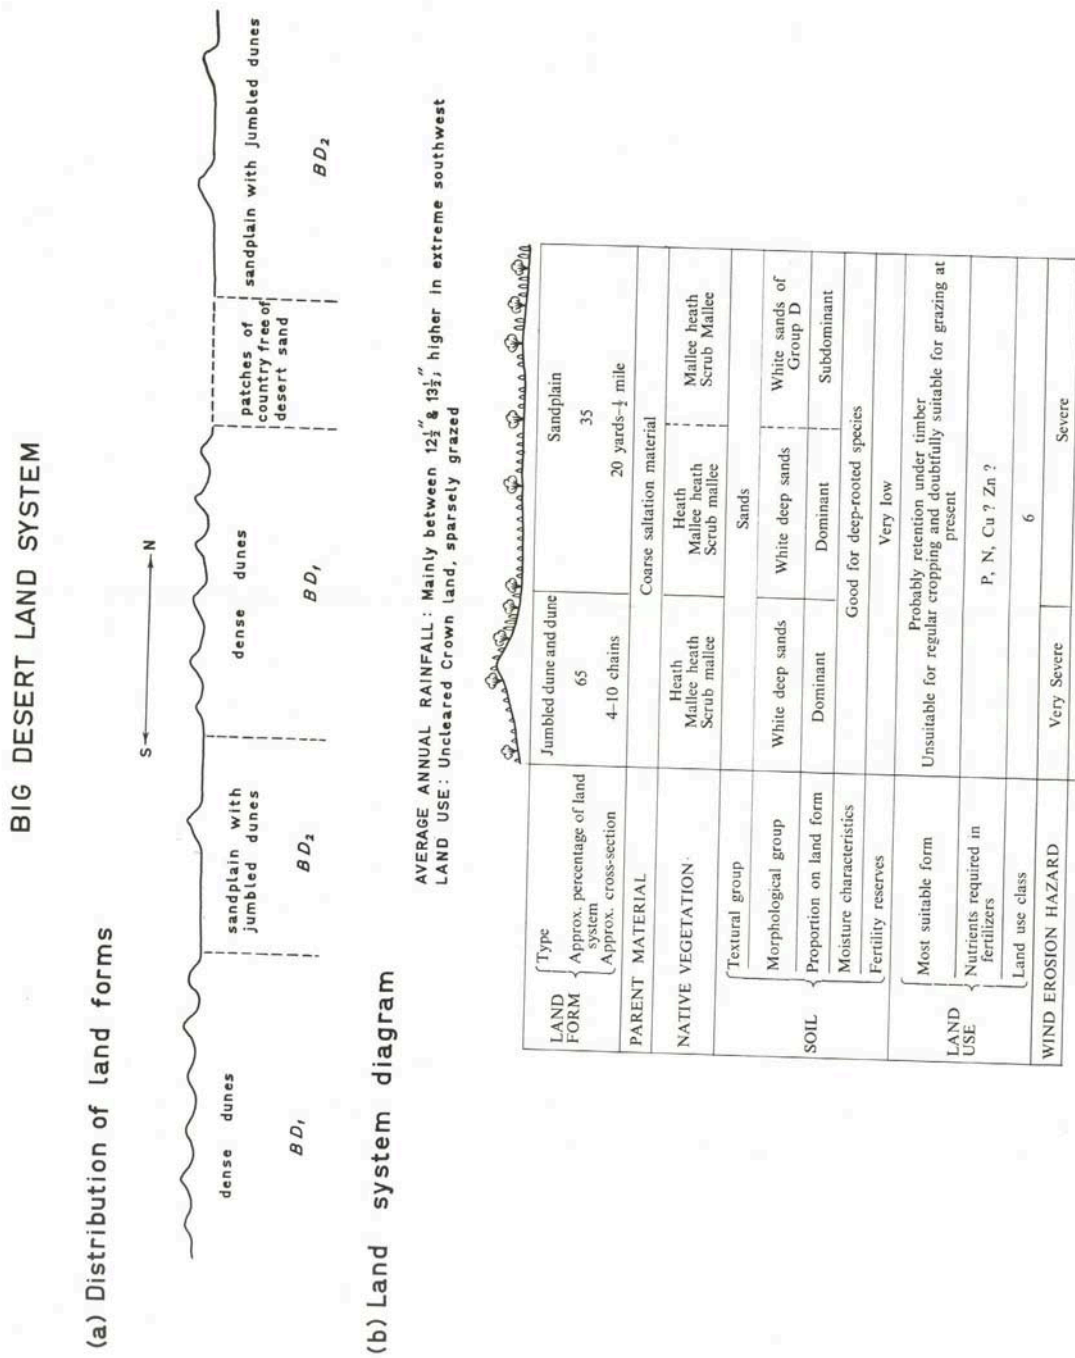 BIG DESERT LAND SYSTEM
(a) Distribution of land forms
S N
dense dunes
sandplain with
jumbled dunes
dense dunes
patches of
country free of
desert sand
sandplain with jumbled dunes
BD₁
BD₂
BD₁
BD₂
(b) Land system diagram
AVERAGE ANNUAL RAINFALL: Mainly between 12½" & 13½"; higher in extreme southwest
LAND USE: Uncleared Crown land, sparsely grazed
LAND
FORM
Type
Jumbled dune and dune
Sandplain
Approx. percentage of land
system
65
35
Approx. cross-section
4–10 chains
20 yards–½ mile
PARENT MATERIAL
Coarse saltation material
NATIVE VEGETATION
Heath
Mallee heath
Scrub mallee
Heath
Mallee heath
Scrub mallee
Mallee heath
Scrub Mallee
SOIL
Textural group
Sands
Morphological group
White deep sands
White deep sands
White sands of
Group D
Proportion on land form
Dominant
Dominant
Subdominant
Moisture characteristics
Good for deep-rooted species
Fertility reserves
Very low
LAND
USE
Most suitable form
Probably retention under timber
Unsuitable for regular cropping and doubtfully suitable for grazing at
present
Nutrients required in
fertilizers
P, N, Cu ? Zn ?
Land use class
6
WIND EROSION HAZARD
Very Severe
Severe